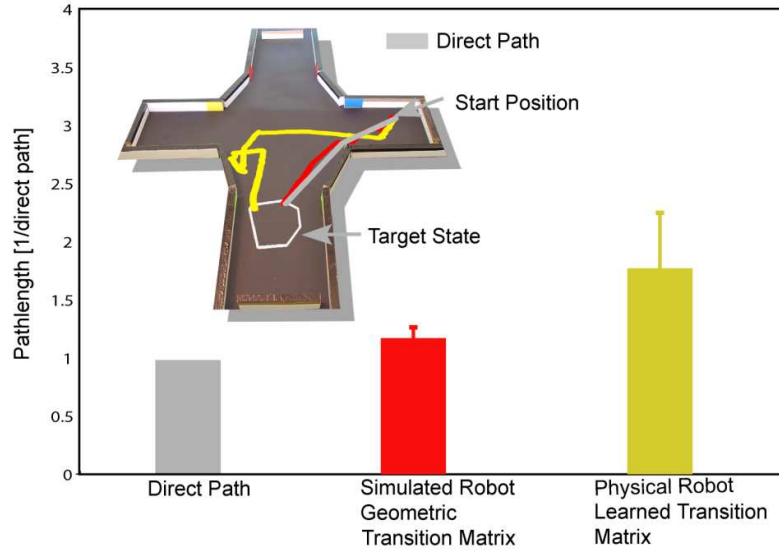 4
3.5
3
2.5
2
1.5
1
0.5
0
Pathlength [1/direct path]
Direct Path
Start Position
Target State
Direct Path
Simulated Robot
Geometric
Transition Matrix
Physical Robot
Learned Transition
Matrix